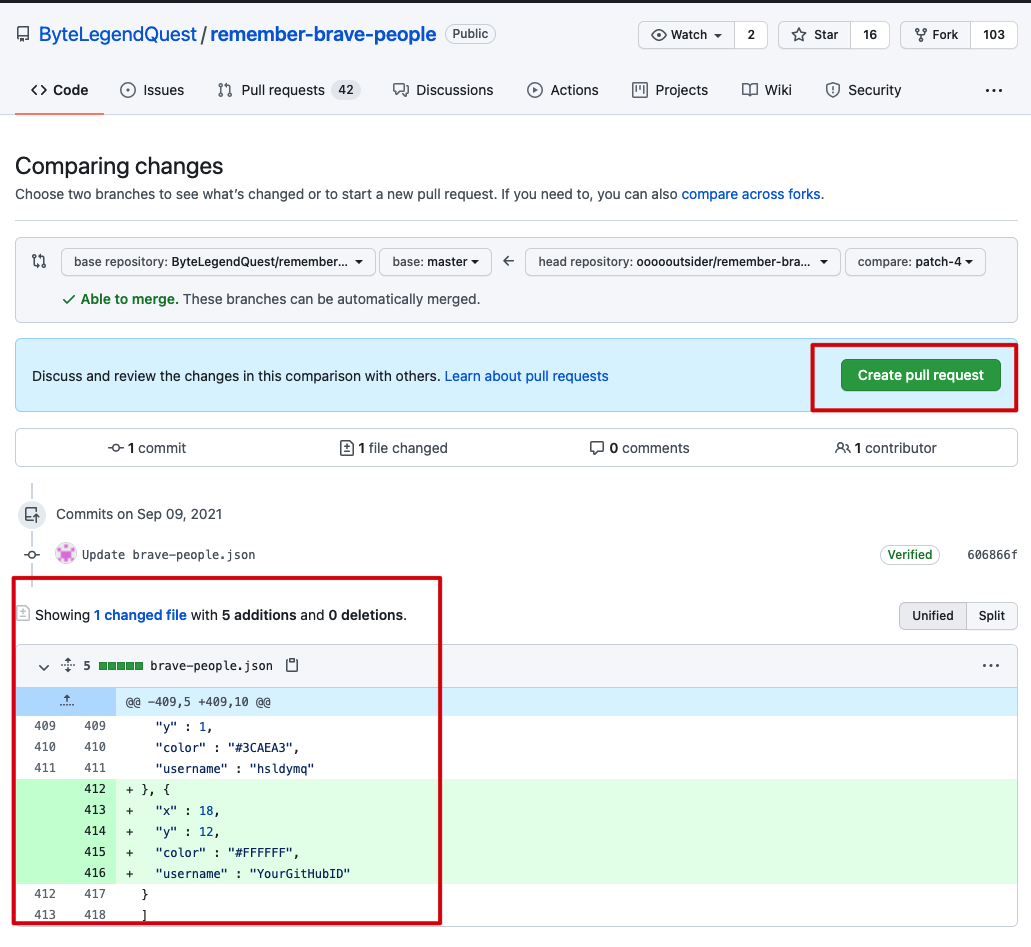 ByteLegendQuest / remember-brave-people Public Watch 2 Star 16 Fork 103
Code Issues Pull requests 42 Discussions Actions Projects Wiki Security ...
Comparing changes
Choose two branches to see what's changed or to start a new pull request. If you need to, you can also compare across forks.
base repository: ByteLegendQuest/remember... base: master ← head repository: ooooutsider/remember-bra... compare: patch-4
Able to merge. These branches can be automatically merged.
Discuss and review the changes in this comparison with others. Learn about pull requests Create pull request
1 commit 1 file changed 0 comments 1 contributor
Commits on Sep 09, 2021
Update brave-people.json Verified 606866f
Showing 1 changed file with 5 additions and 0 deletions. Unified Split
5 brave-people.json ...
@@ -409,5 +409,10 @@
409 409 "y" : 1,
410 410 "color" : "#3CAEA3",
411 411 "username" : "hsldymq"
412 + }, {
413 + "x" : 18,
414 + "y" : 12,
415 + "color" : "#FFFFFF",
416 + "username" : "YourGitHubID"
412 417 }
413 418 ]